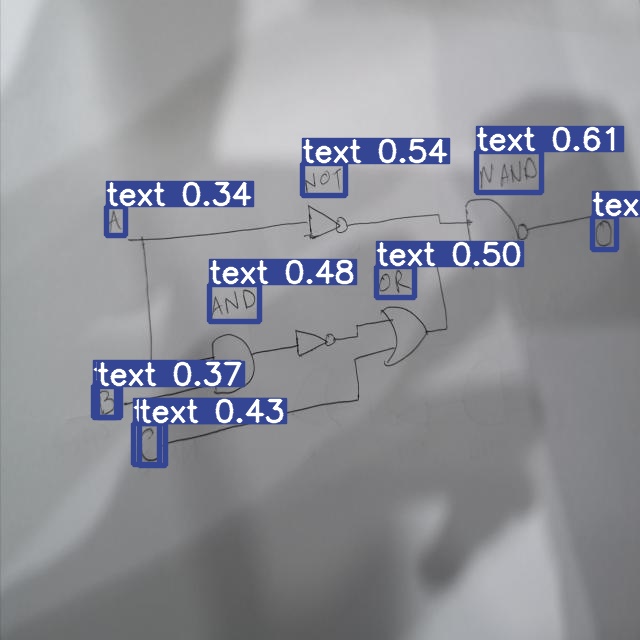 text 0.54
NOT
text 0.61
NAND
text 0.34
A
tex
O
text 0.48
AND
text 0.50
OR
text 0.37
B
text 0.43
C